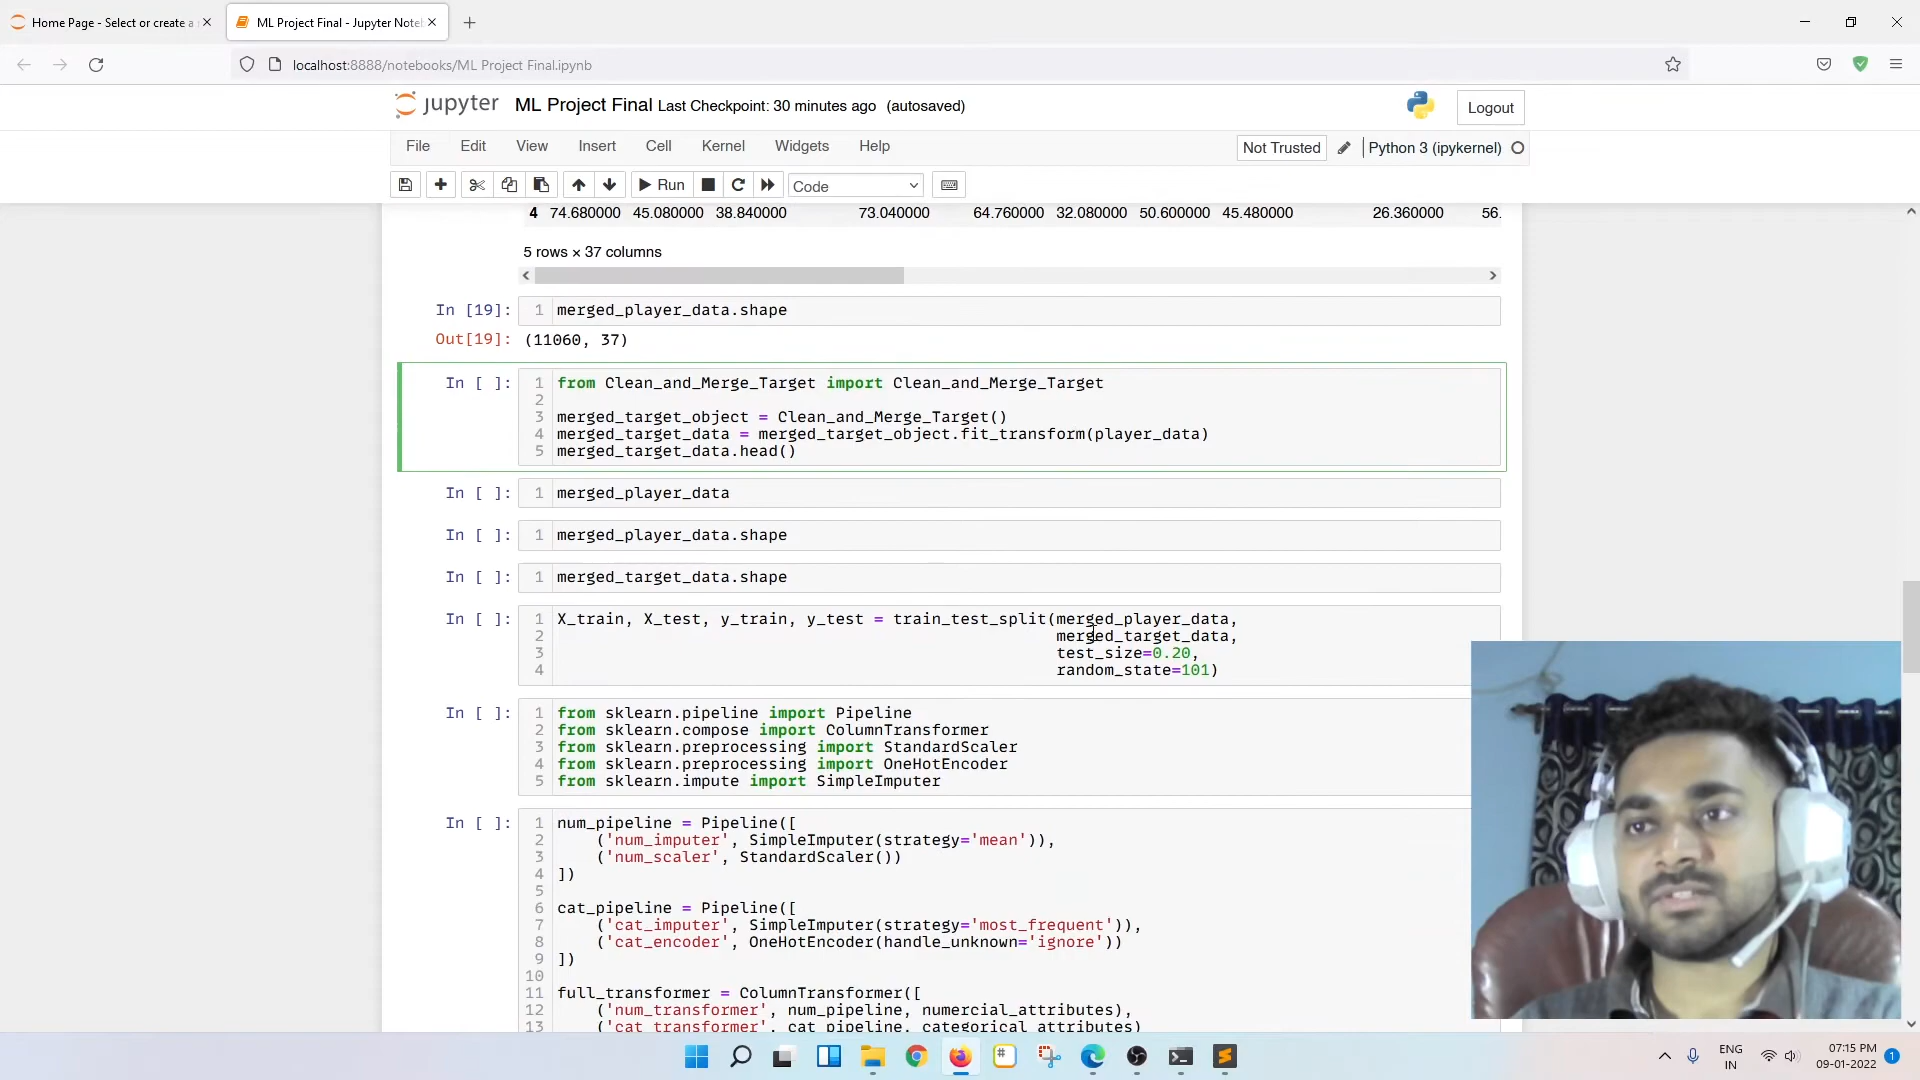 Home Page - Select or create a
ML Project Final - Jupyter Note
localhost:8888/notebooks/ML Project Final.ipynb
jupyter ML Project Final Last Checkpoint: 30 minutes ago (autosaved)
Logout
File Edit View Insert Cell Kernel Widgets Help
Not Trusted
Python 3 (ipykernel)
Run
Code
4 74.680000 45.080000 38.840000 73.040000 64.760000 32.080000 50.600000 45.480000 26.360000 56.
5 rows × 37 columns
In [19]: 1 merged_player_data.shape
Out[19]: (11060, 37)
In [ ]: 1 from Clean_and_Merge_Target import Clean_and_Merge_Target
2
3 merged_target_object = Clean_and_Merge_Target()
4 merged_target_data = merged_target_object.fit_transform(player_data)
5 merged_target_data.head()
In [ ]: 1 merged_player_data
In [ ]: 1 merged_player_data.shape
In [ ]: 1 merged_target_data.shape
In [ ]: 1 X_train, X_test, y_train, y_test = train_test_split(merged_player_data,
2 merged_target_data,
3 test_size=0.20,
4 random_state=101)
In [ ]: 1 from sklearn.pipeline import Pipeline
2 from sklearn.compose import ColumnTransformer
3 from sklearn.preprocessing import StandardScaler
4 from sklearn.preprocessing import OneHotEncoder
5 from sklearn.impute import SimpleImputer
In [ ]: 1 num_pipeline = Pipeline([
2 ('num_imputer', SimpleImputer(strategy='mean')),
3 ('num_scaler', StandardScaler())
4 ])
5
6 cat_pipeline = Pipeline([
7 ('cat_imputer', SimpleImputer(strategy='most_frequent')),
8 ('cat_encoder', OneHotEncoder(handle_unknown='ignore'))
9 ])
10
11 full_transformer = ColumnTransformer([
12 ('num_transformer', num_pipeline, numercial_attributes),
13 ('cat_transformer', cat_pipeline, categorical_attributes)
ENG
IN
07:15 PM
09-01-2022
1